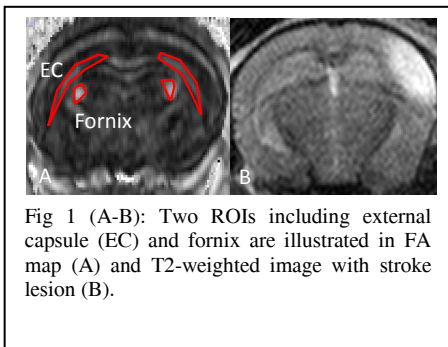 EC
Fornix
A
B
Fig 1 (A-B): Two ROIs including external
capsule (EC) and fornix are illustrated in FA
map (A) and T2-weighted image with stroke
lesion (B).